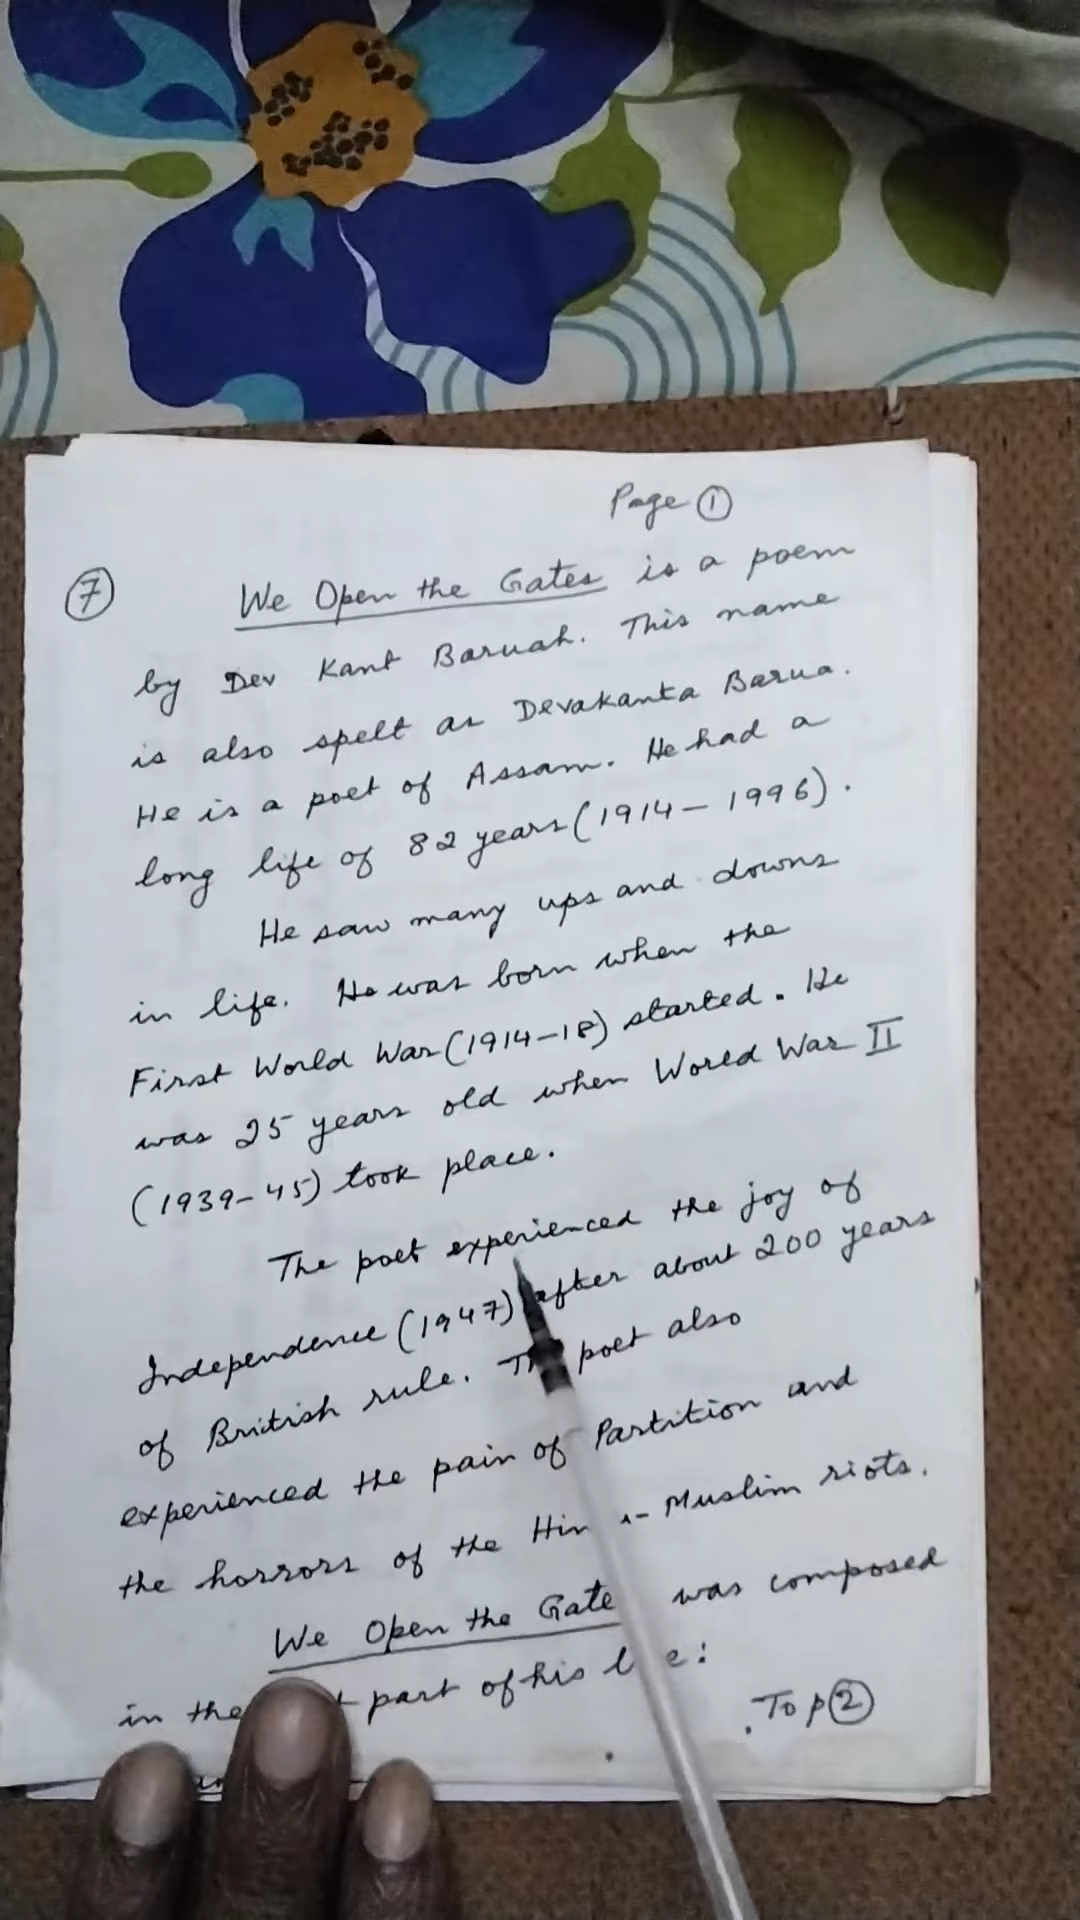 Page ①
⑦ We Open the Gates is a poem
by Dev Kant Baruah. This name
is also spelt as Devakanta Barua.
He is a poet of Assam. He had a
long life of 82 years (1914 – 1996).
He saw many ups and downs
in life. He was born when the
First World War (1914–18) started. He
was 25 years old when World War II
(1939–45) took place.
The poet experienced the joy of
Independence (1947) after about 200 years
of British rule. poet also
experienced the pain of Partition and
the horrors of the - Muslim riots.
We Open the was composed
in the part of his :
To p ②